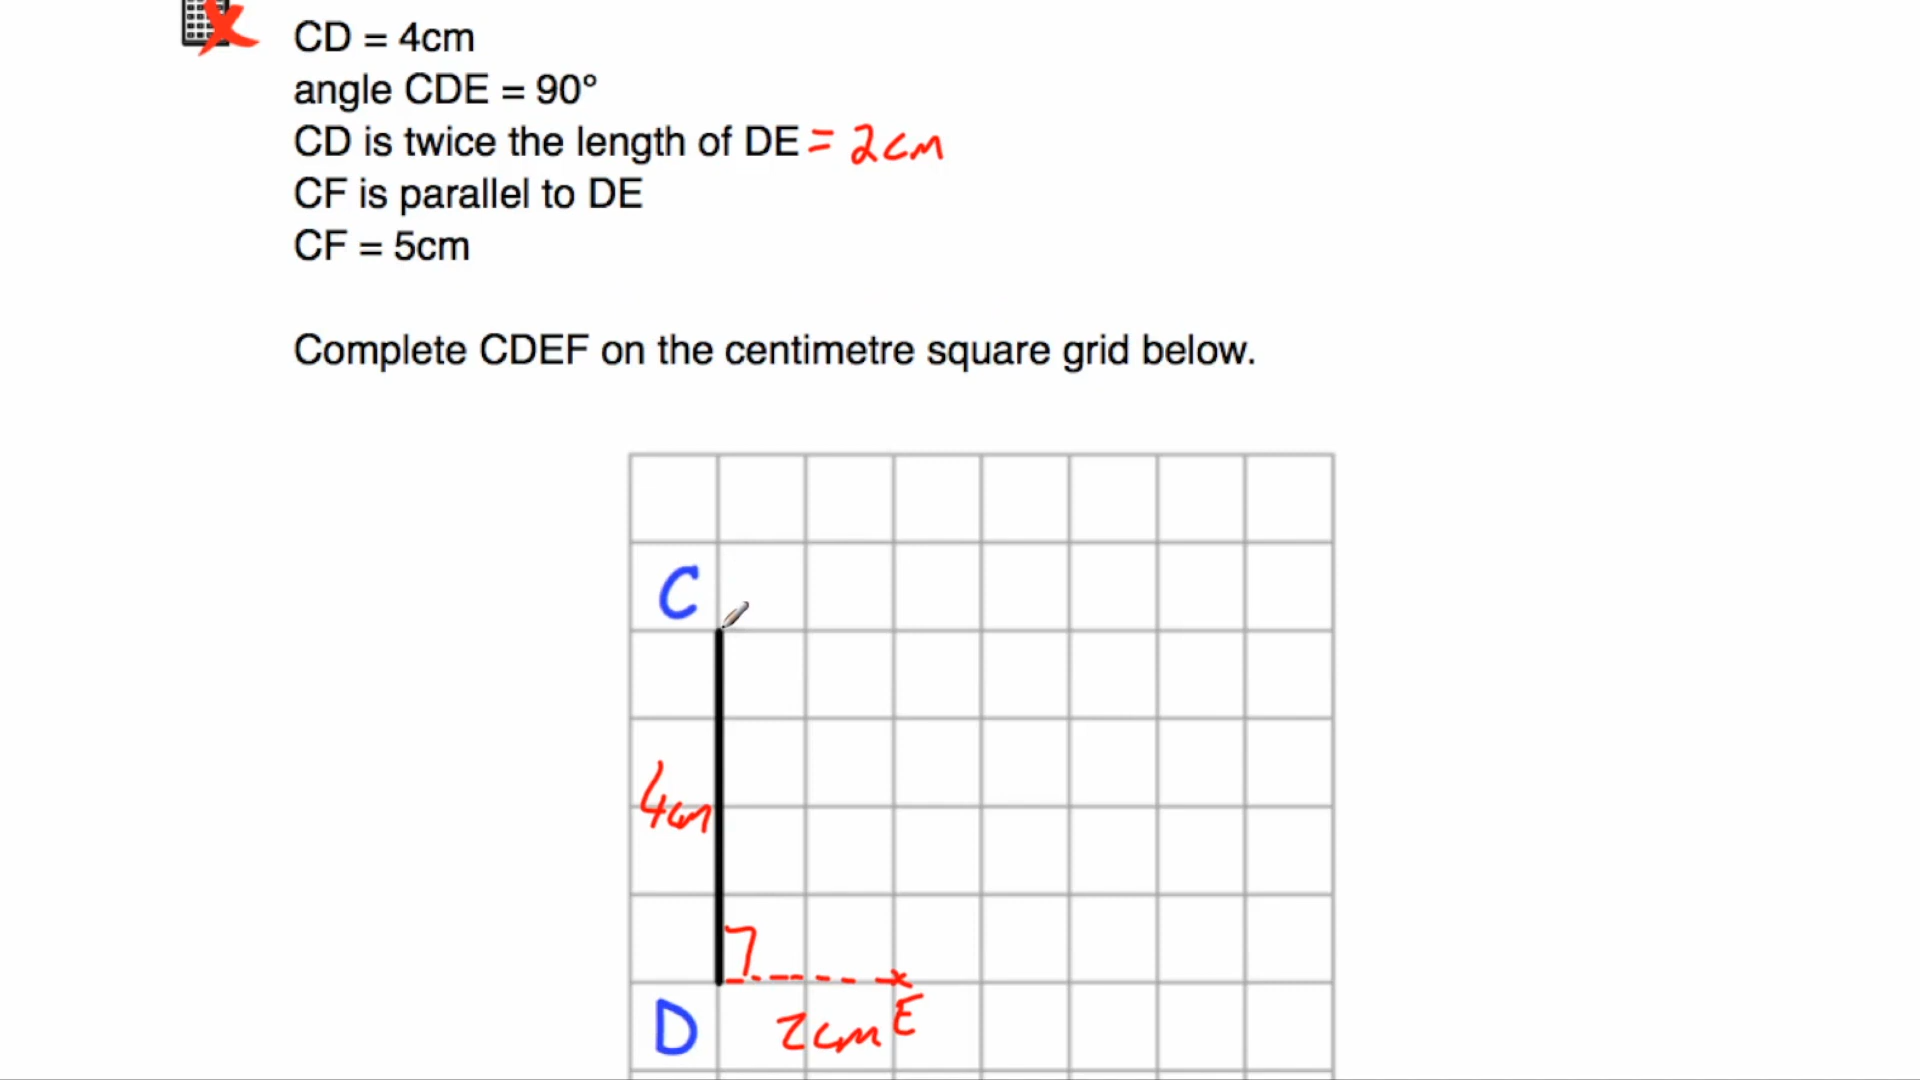 CD = 4cm
angle CDE = 90°
CD is twice the length of DE = 2cm
CF is parallel to DE
CF = 5cm
Complete CDEF on the centimetre square grid below.
C
4cm
D
2cm E